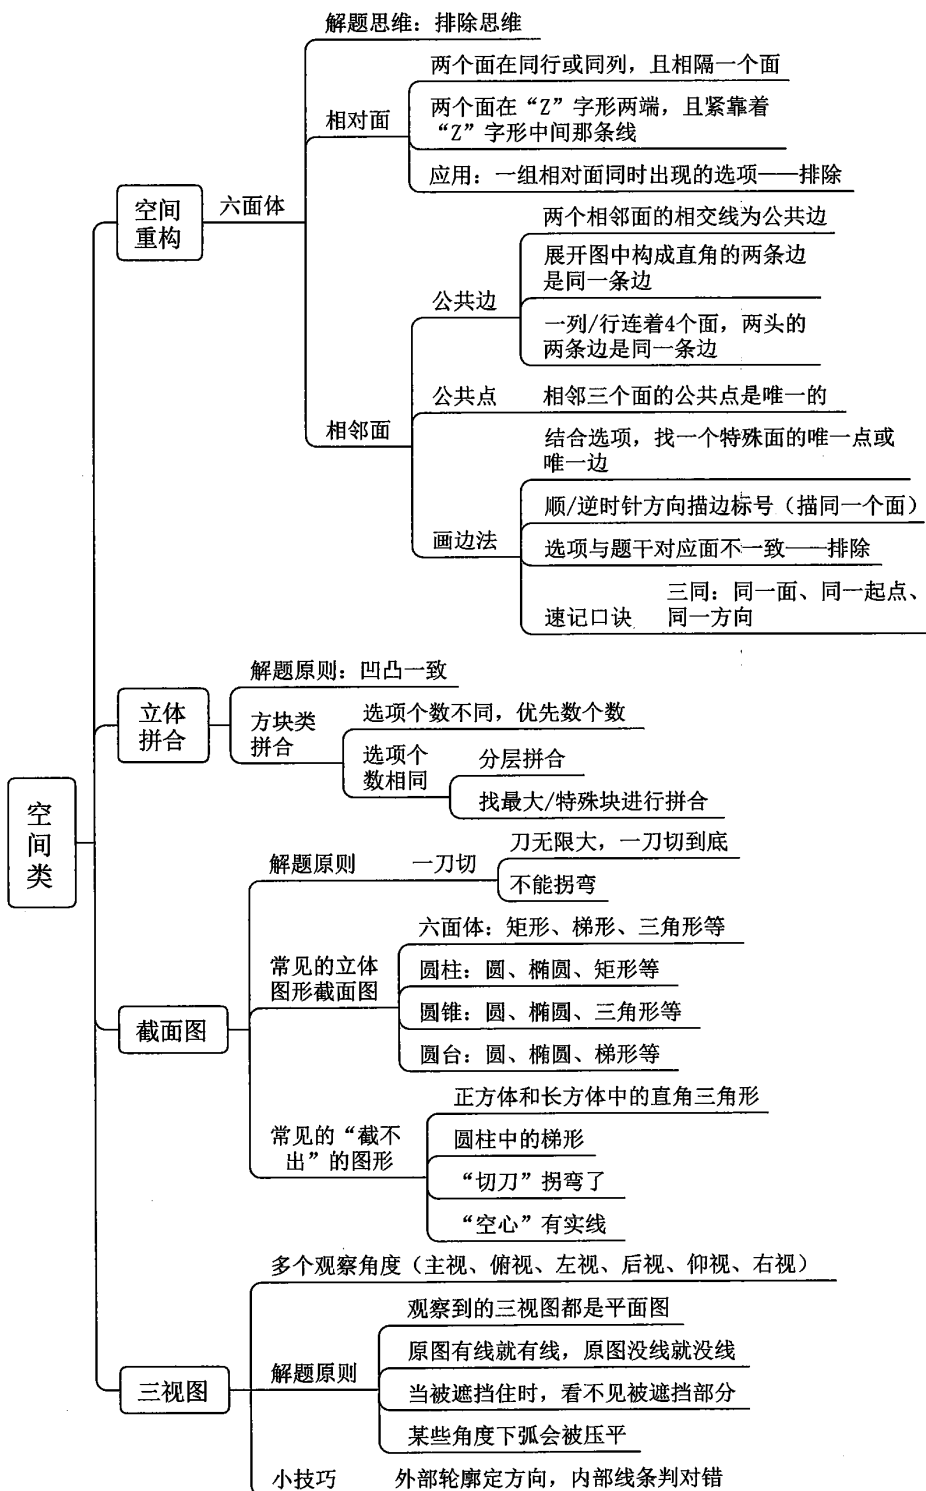 空间类
空间
重构
六面体
解题思维：排除思维
相对面
两个面在同行或同列，且相隔一个面
两个面在“Z”字形两端，且紧靠着
“Z”字形中间那条线
应用：一组相对面同时出现的选项——排除
相邻面
公共边
两个相邻面的相交线为公共边
展开图中构成直角的两条边
是同一条边
一列/行连着4个面，两头的
两条边是同一条边
公共点
相邻三个面的公共点是唯一的
画边法
结合选项，找一个特殊面的唯一点或
唯一边
顺/逆时针方向描边标号（描同一个面）
选项与题干对应面不一致——排除
速记口诀
三同：同一面、同一起点、
同一方向
立体
拼合
解题原则：凹凸一致
方块类
拼合
选项个数不同，优先数个数
选项个
数相同
分层拼合
找最大/特殊块进行拼合
截面图
解题原则
一刀切
刀无限大，一刀切到底
不能拐弯
常见的立体
图形截面图
六面体：矩形、梯形、三角形等
圆柱：圆、椭圆、矩形等
圆锥：圆、椭圆、三角形等
圆台：圆、椭圆、梯形等
常见的“截不
出”的图形
正方体和长方体中的直角三角形
圆柱中的梯形
“切刀”拐弯了
“空心”有实线
三视图
多个观察角度（主视、俯视、左视、后视、仰视、右视）
解题原则
观察到的三视图都是平面图
原图有线就有线，原图没线就没线
当被遮挡住时，看不见被遮挡部分
某些角度下弧会被压平
小技巧
外部轮廓定方向，内部线条判对错